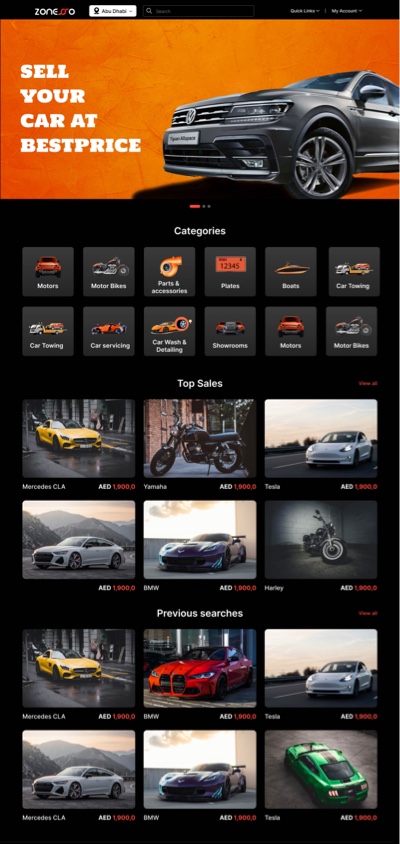 ZONESSO
Abu Dhabi
Search
Quick Links
|
My Account
SELL
YOUR
CAR AT
BESTPRICE
Tiguan Allspace
Categories
Motors
Motor Bikes
Parts &
accessories
12345
Plates
Boats
Car Towing
Car Towing
Car servicing
Car Wash &
Detailing
Showrooms
Motors
Motor Bikes
Top Sales
View all
Mercedes CLA AED 1,900,0
Yamaha AED 1,900,0
Tesla AED 1,900,0
AED 1,900,0
BMW AED 1,900,0
Harley AED 1,900,0
Previous searches
View all
Mercedes CLA AED 1,900,0
BMW AED 1,900,0
Tesla AED 1,900,0
Mercedes CLA AED 1,900,0
BMW AED 1,900,0
Tesla AED 1,900,0